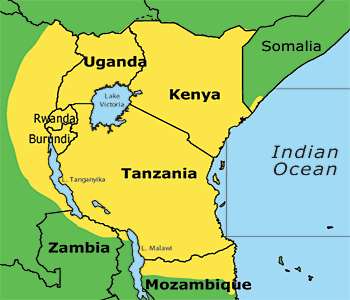 Somalia
Uganda
Lake
Victoria
Kenya
Rwanda
Burundi
Indian
Ocean
L. Tanganyika
Tanzania
Zambia
L. Malawi
Mozambique